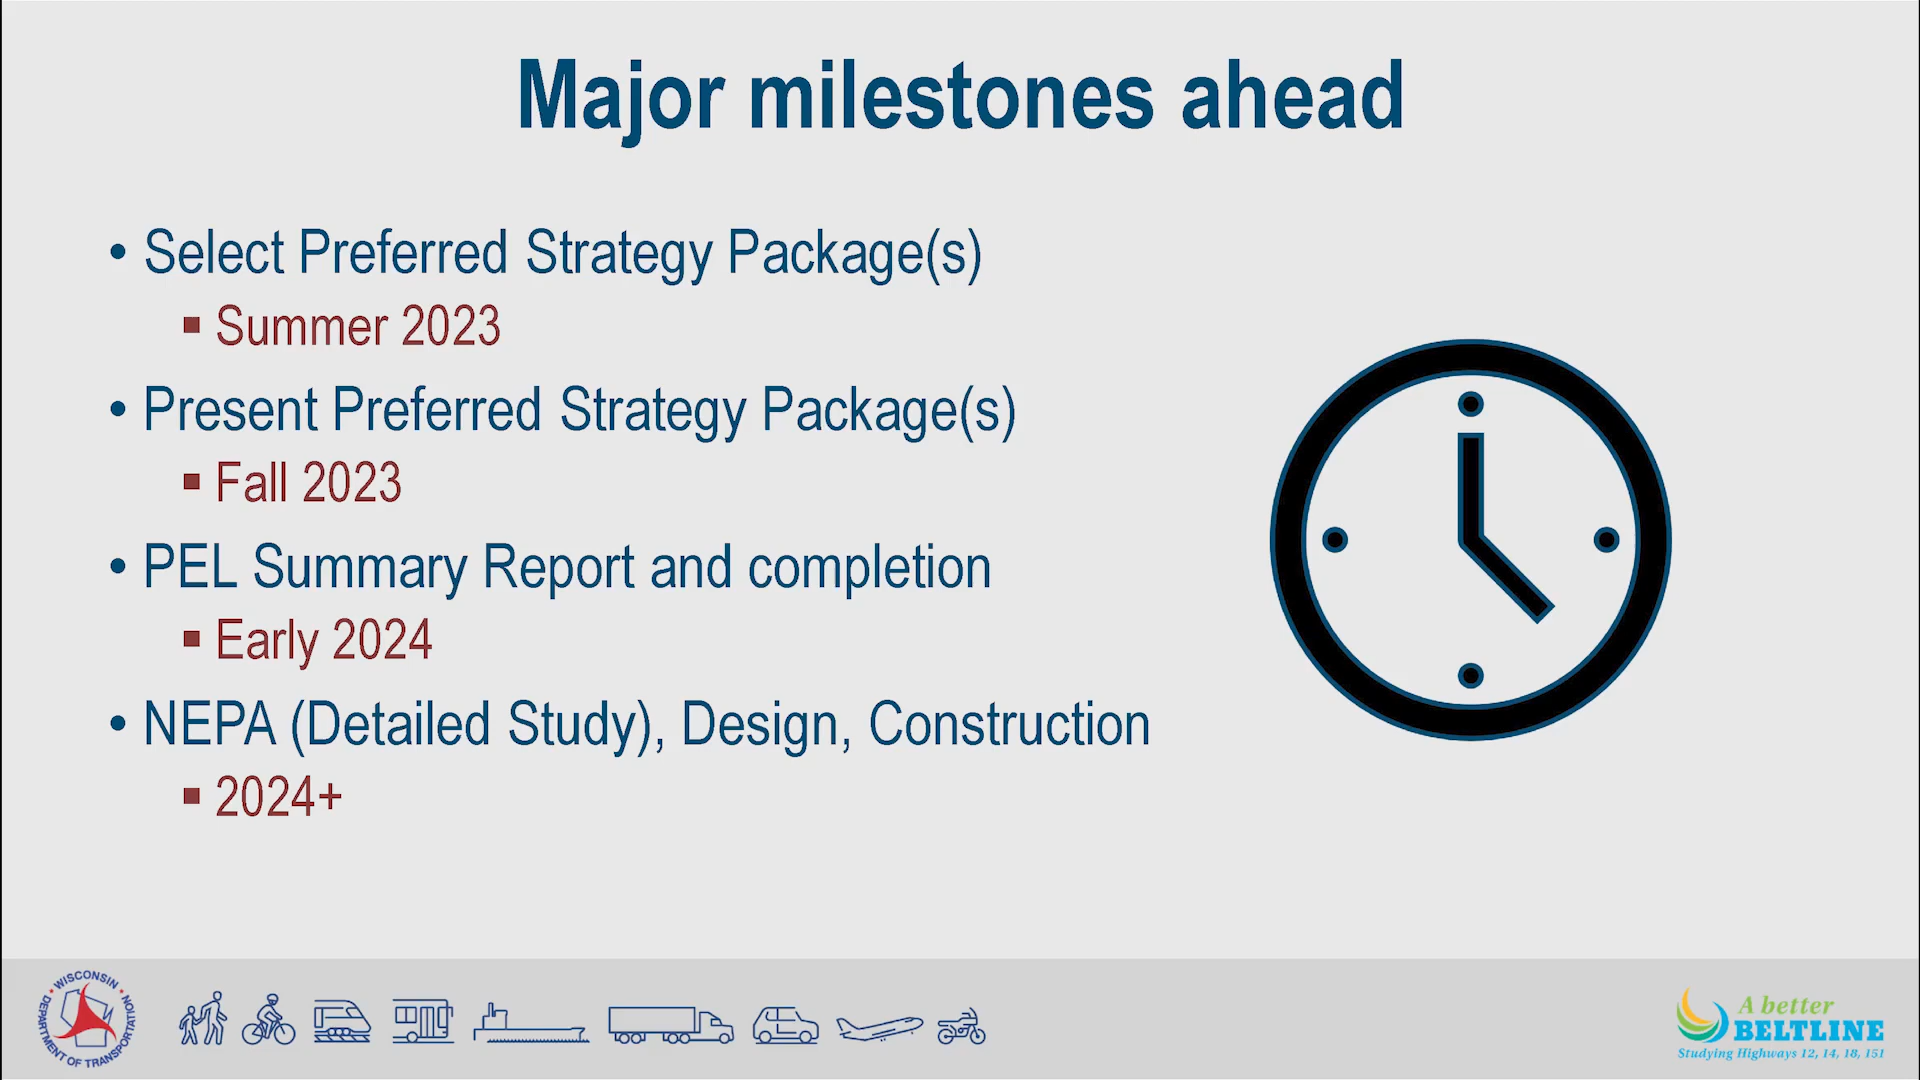 Major milestones ahead
• Select Preferred Strategy Package(s)
▪ Summer 2023
• Present Preferred Strategy Package(s)
▪ Fall 2023
• PEL Summary Report and completion
▪ Early 2024
• NEPA (Detailed Study), Design, Construction
▪ 2024+
WISCONSIN
DEPARTMENT OF TRANSPORTATION
A better
BELTLINE
Studying Highways 12, 14, 18, 151